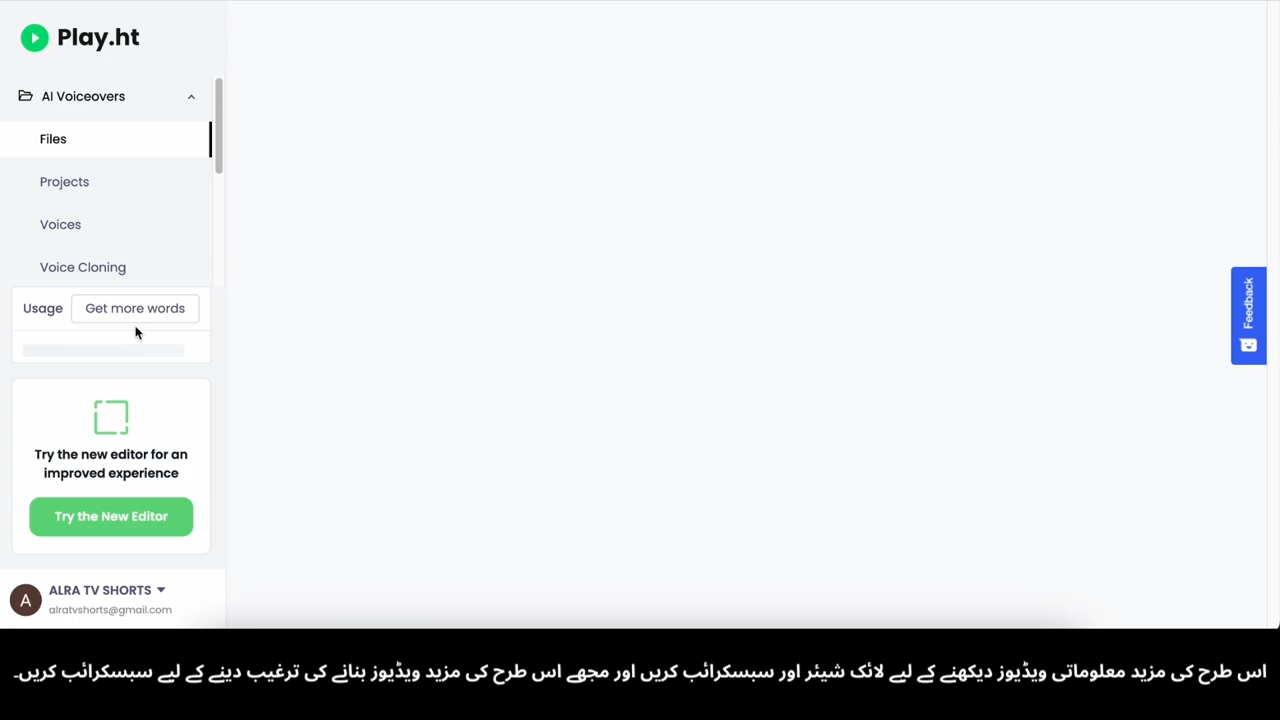 Play.ht
AI Voiceovers
Files
Projects
Voices
Voice Cloning
Usage
Get more words
Try the new editor for an
improved experience
Try the New Editor
A
ALRA TV SHORTS
alratvshorts@gmail.com
Feedback
اس طرح کی مزید معلوماتی ویڈیوز دیکھنے کے لیے لائک شیئر اور سبسکرائب کریں اور مجھے اس طرح کی مزید ویڈیوز بنانے کی ترغیب دینے کے لیے سبسکرائب کریں۔